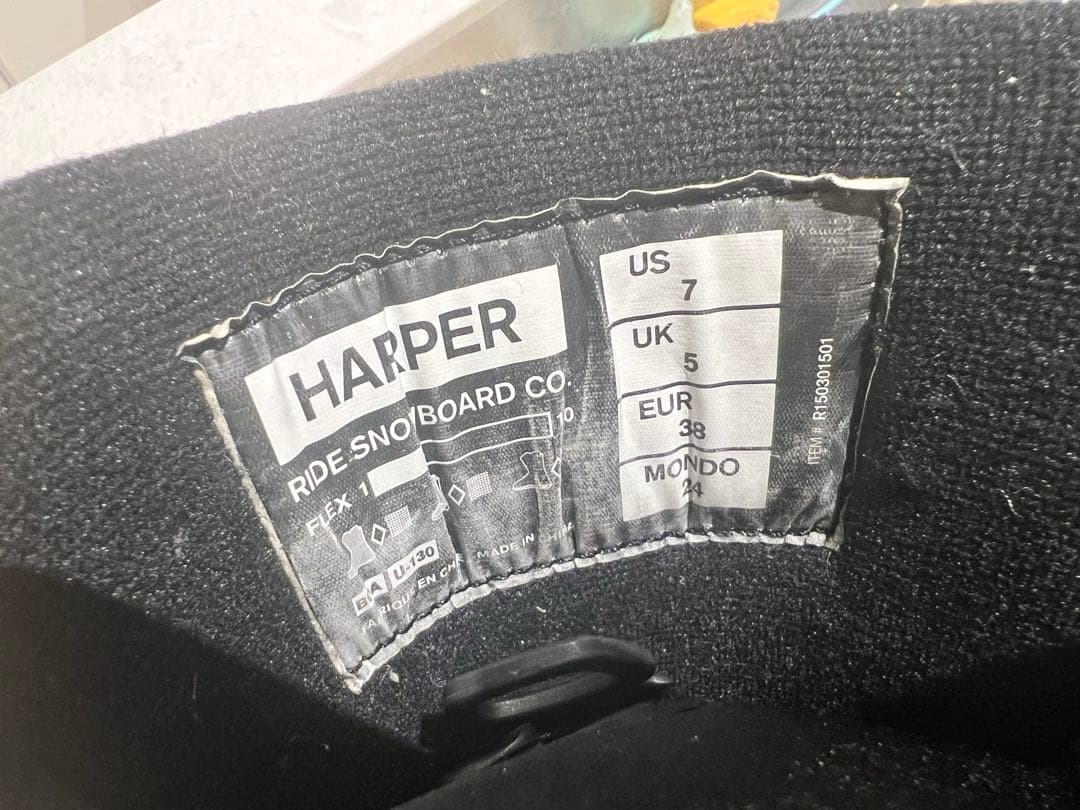 HARPER
RIDE SNOWBOARD CO.
FLEX 1 10
U-130
MADE IN
US
7
UK
5
EUR
38
MONDO
24
ITEM # R150301501